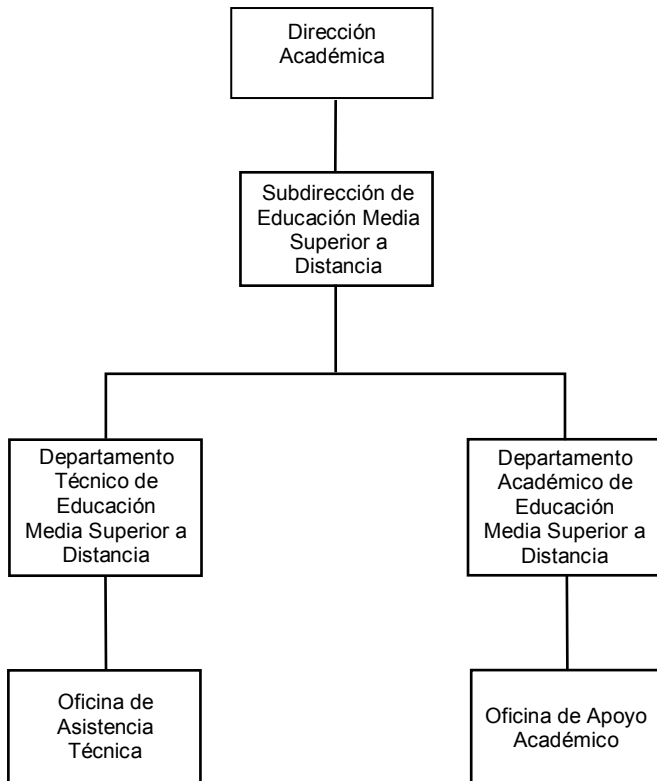 Dirección
Académica
Subdirección de
Educación Media
Superior a
Distancia
Departamento
Técnico de
Educación
Media Superior a
Distancia
Departamento
Académico de
Educación
Media Superior a
Distancia
Oficina de
Asistencia
Técnica
Oficina de Apoyo
Académico